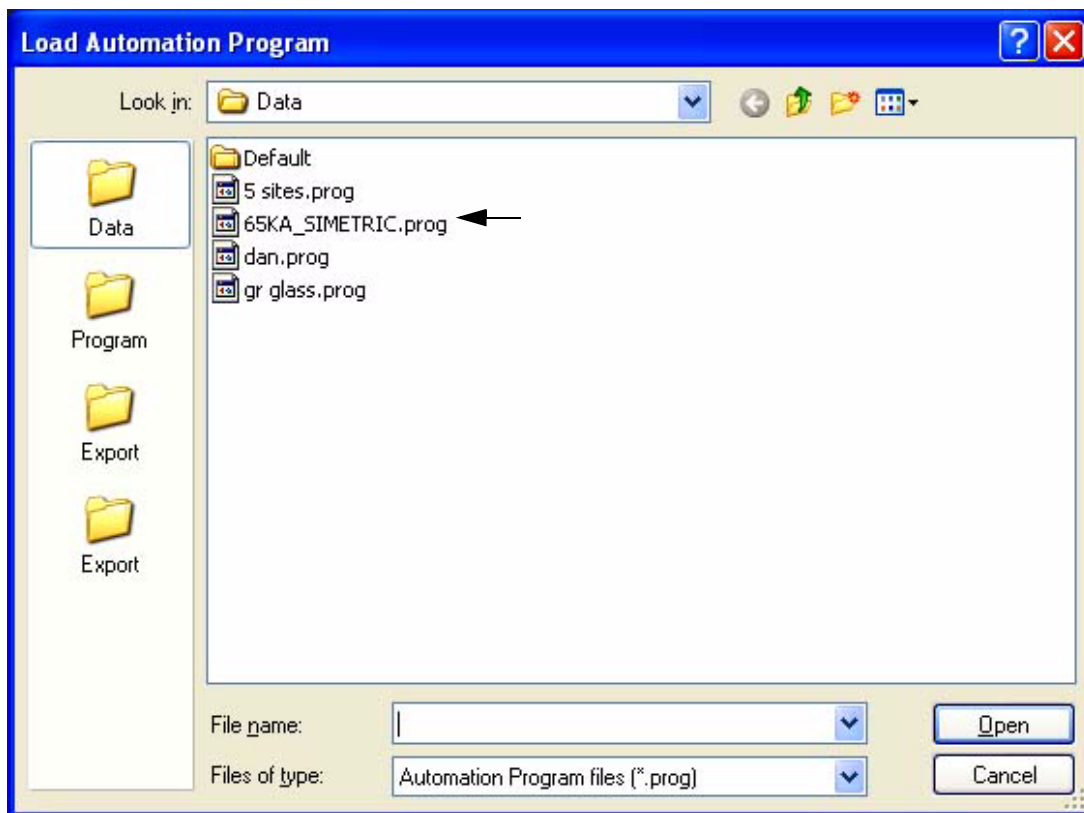 Load Automation Program
Look in: Data
Default
5 sites.prog
65KA_SIMETRIC.prog
dan.prog
gr glass.prog
Data
Program
Export
Export
File name:
Open
Files of type: Automation Program files (*.prog)
Cancel